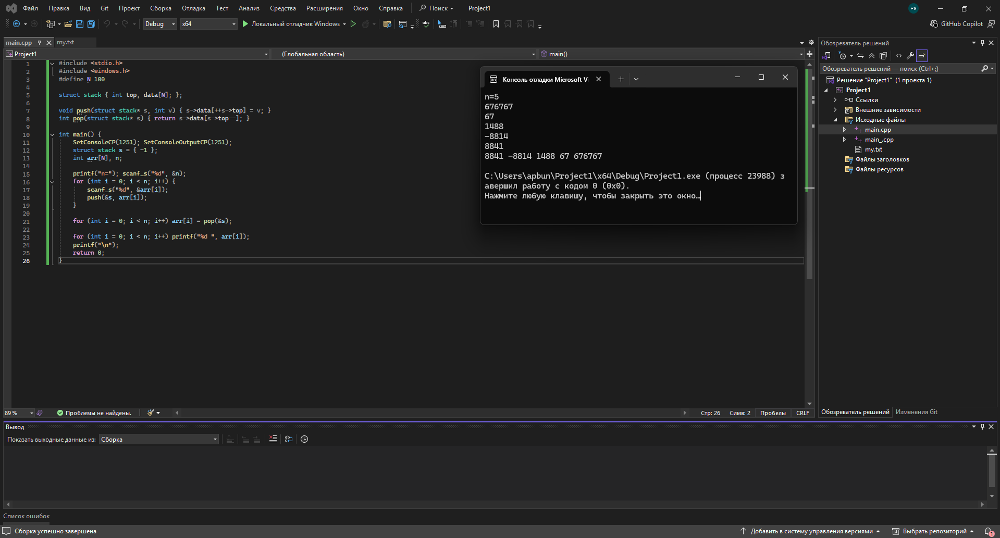 Файл Правка Вид Git Проект Сборка Отладка Тест Анализ Средства Расширения Окно Справка Поиск Project1 PB
Debug x64 Локальный отладчик Windows GitHub Copilot
main.cpp my.txt
Project1 (Глобальная область) main()
1 #include <stdio.h>
2 #include <windows.h>
3 #define N 100
4
5 struct stack { int top, data[N]; };
6
7 void push(struct stack* s, int v) { s->data[++s->top] = v; }
8 int pop(struct stack* s) { return s->data[s->top--]; }
9
10 int main() {
11 SetConsoleCP(1251); SetConsoleOutputCP(1251);
12 struct stack s = { -1 };
13 int arr[N], n;
14
15 printf("n="); scanf_s("%d", &n);
16 for (int i = 0; i < n; i++) {
17 scanf_s("%d", &arr[i]);
18 push(&s, arr[i]);
19 }
20
21 for (int i = 0; i < n; i++) arr[i] = pop(&s);
22
23 for (int i = 0; i < n; i++) printf("%d ", arr[i]);
24 printf("\n");
25 return 0;
26 }
Консоль отладки Microsoft Vi
n=5
676767
67
1488
-8814
8841
8841 -8814 1488 67 676767
C:\Users\apbun\Project1\x64\Debug\Project1.exe (процесс 23988) з
авершил работу с кодом 0 (0x0).
Нажмите любую клавишу, чтобы закрыть это окно…
Обозреватель решений
Обозреватель решений — поиск (Ctrl+;)
Решение "Project1" (1 проекта 1)
Project1
Ссылки
Внешние зависимости
Исходные файлы
main.cpp
main_.cpp
my.txt
Файлы заголовков
Файлы ресурсов
Обозреватель решений Изменения Git
89 % Проблемы не найдены. Стр: 26 Симв: 2 Пробелы CRLF
Вывод
Показать выходные данные из: Сборка
Список ошибок
Сборка успешно завершена Добавить в систему управления версиями Выбрать репозиторий 1